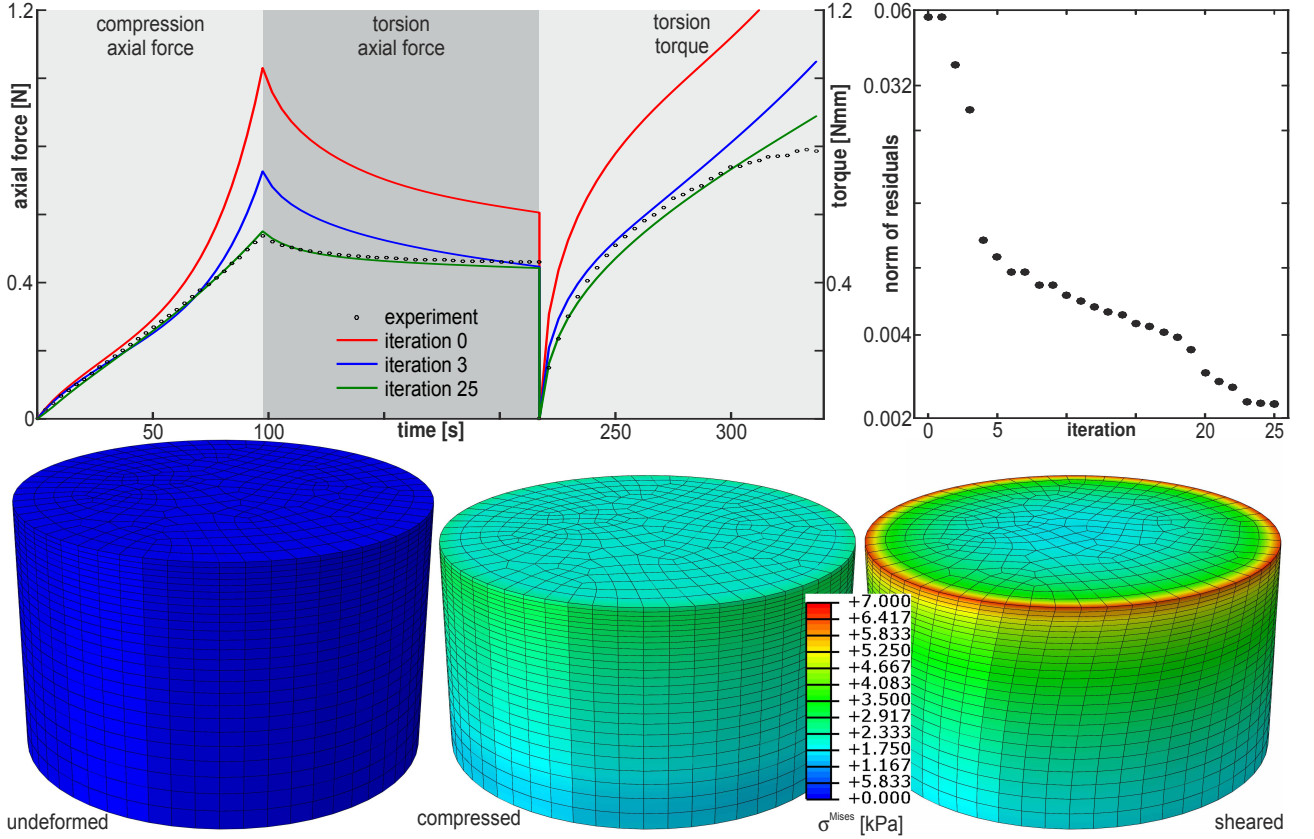 1.2
compression
axial force
torsion
axial force
torsion
torque
1.2
axial force [N]
torque [Nmm]
0.4
0.4
0
experiment
iteration 0
iteration 3
iteration 25
50
100
time [s]
250
300
0.06
0.032
0.004
0.002
norm of residuals
0
5
iteration
20
25
undeformed
compressed
+7.000
+6.417
+5.833
+5.250
+4.667
+4.083
+3.500
+2.917
+2.333
+1.750
+1.167
+5.833
+0.000
σ^Mises [kPa]
sheared